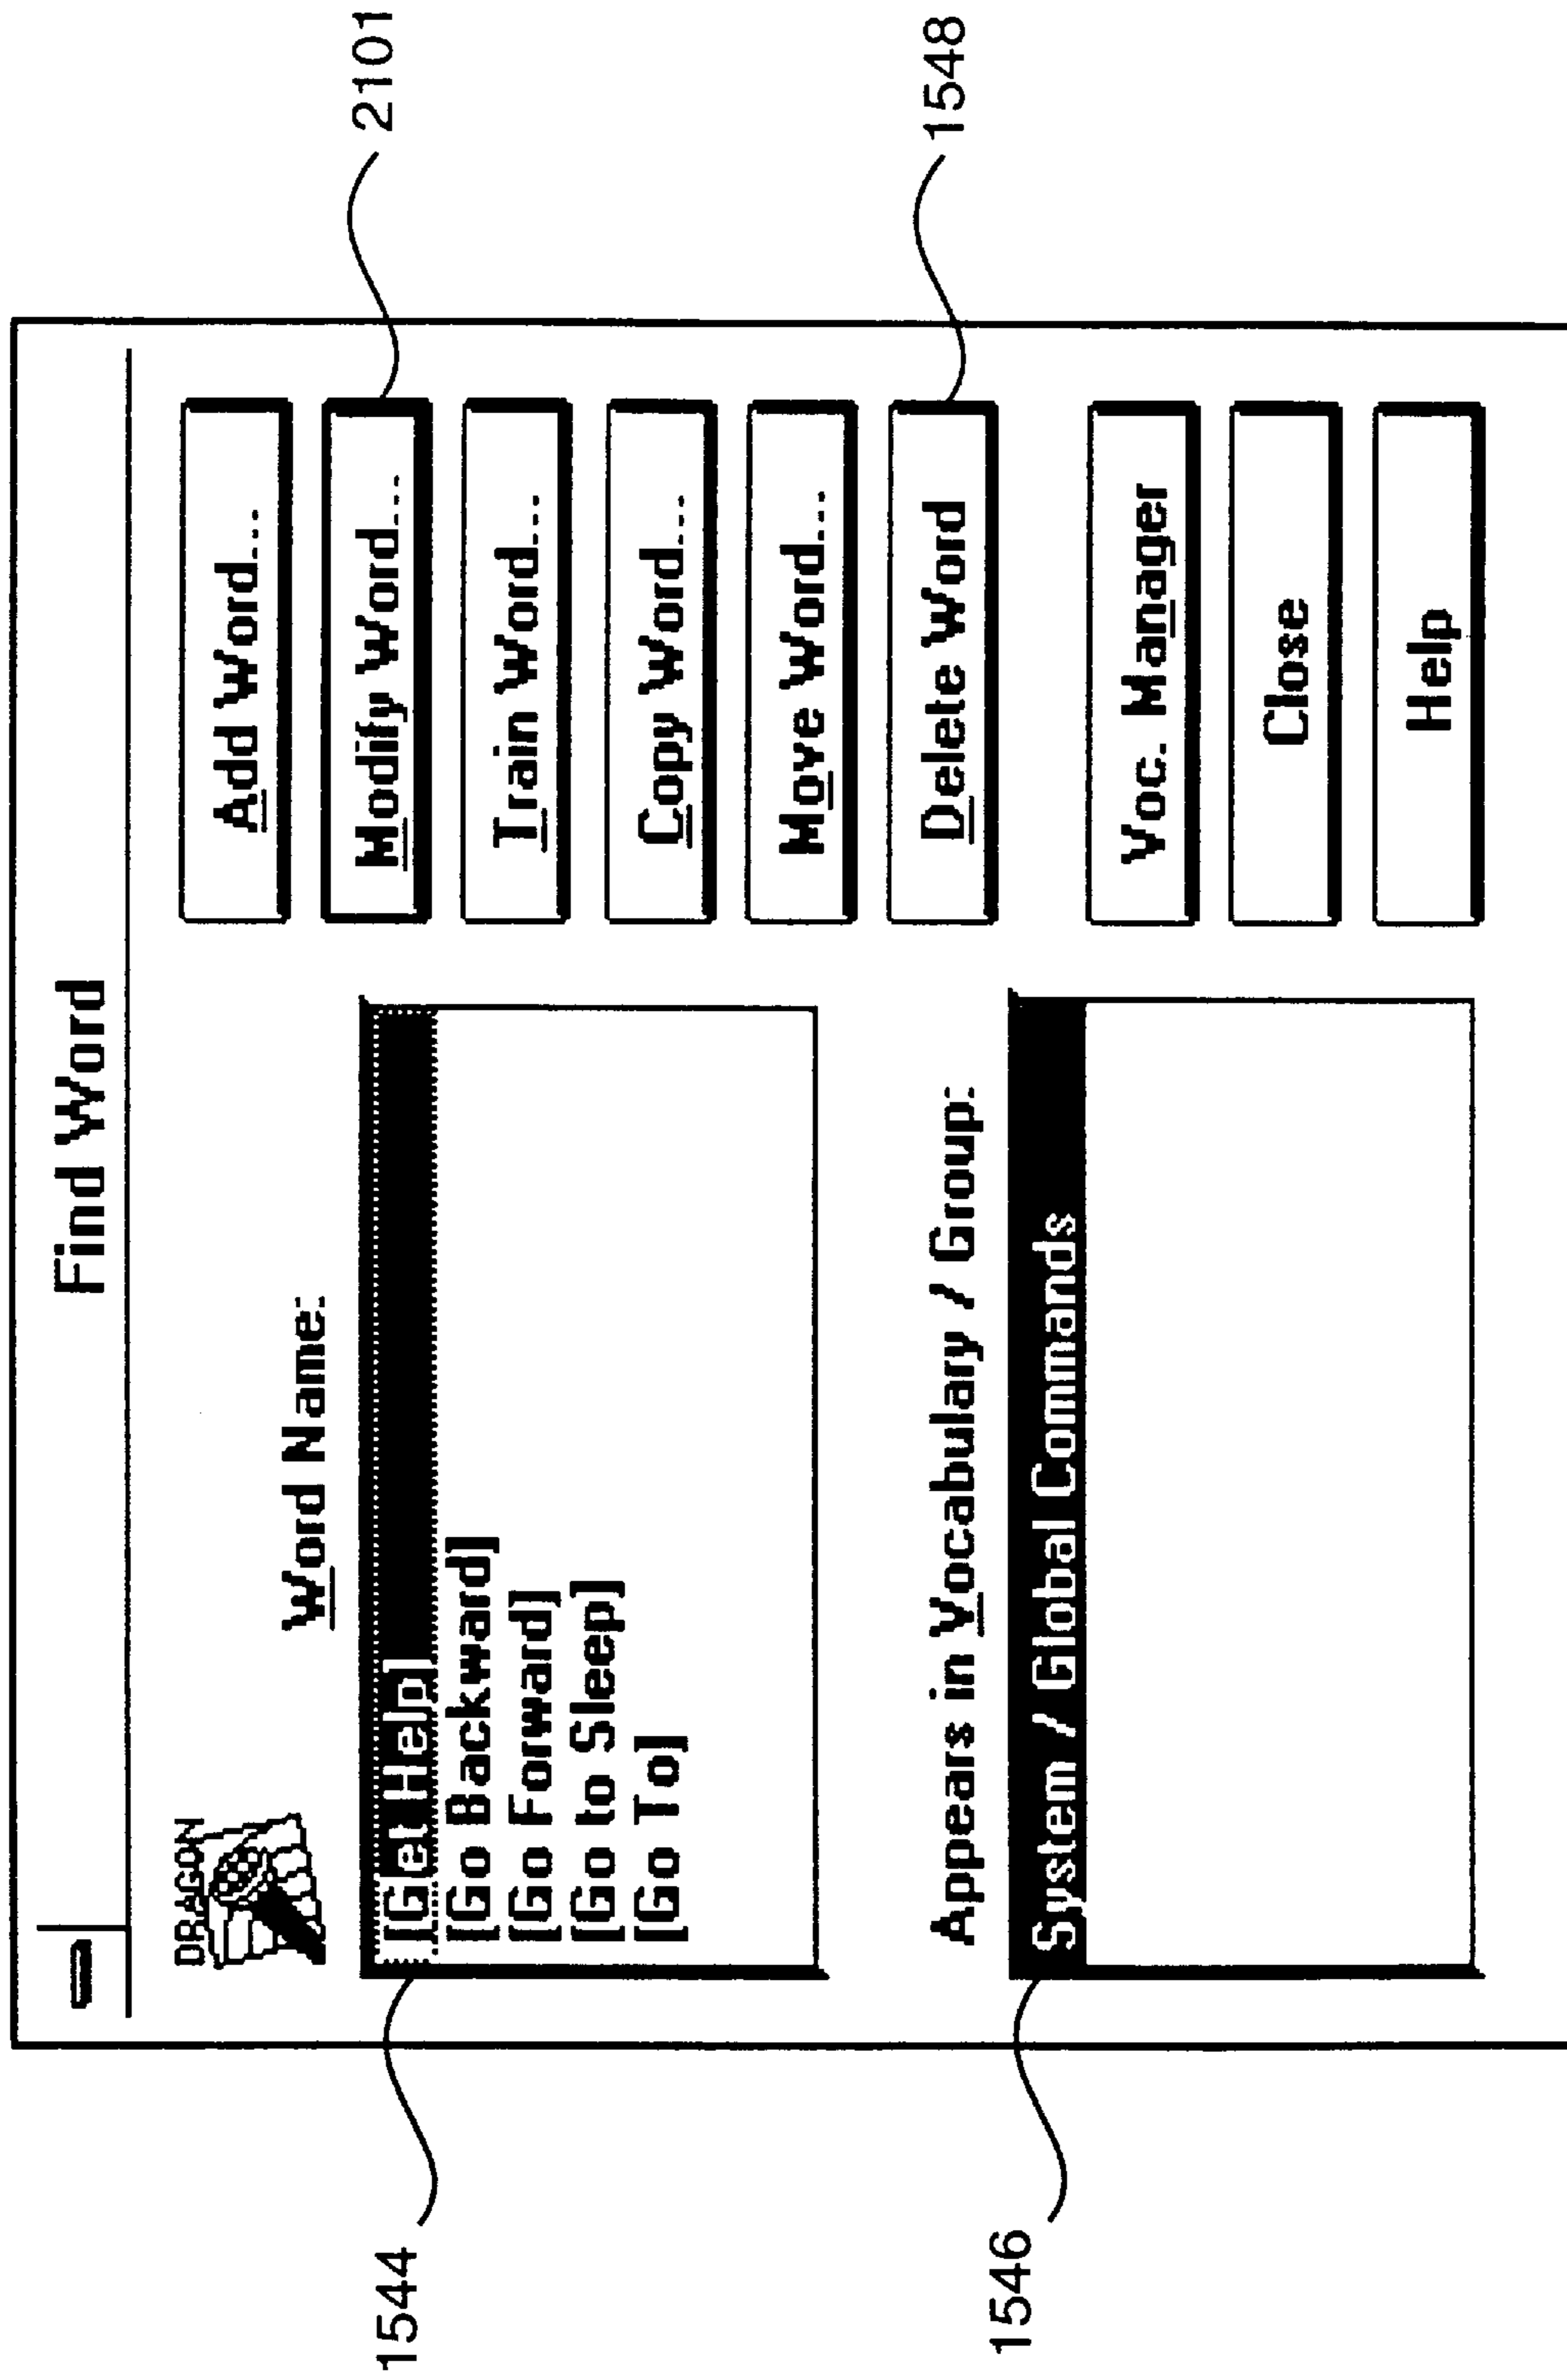 Find Word
DRAGON
Word Name:
[Get Help]
[Go Backward]
[Go Forward]
[Go to Sleep]
[Go To]
Appears in Vocabulary / Group:
System / Global Commands
Add Word...
Modify Word...
Train Word...
Copy Word...
Move Word...
Delete Word
Voc. Manager
Close
Help
1544
1546
2101
1548